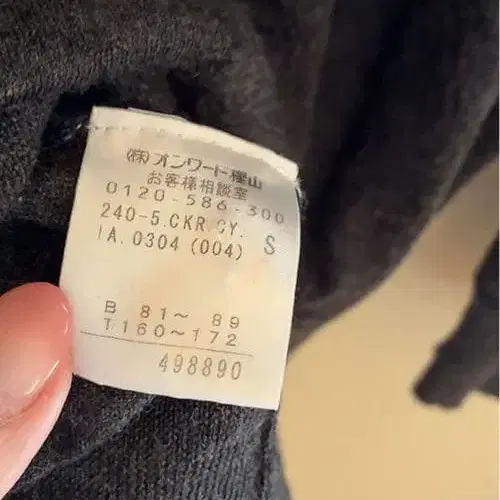 (株)オンワード樫山
お客様相談室
0120-586-300
240-5.CKR.CY. S
IA.0304 (004)
B 81〜 89
T160〜172
498890